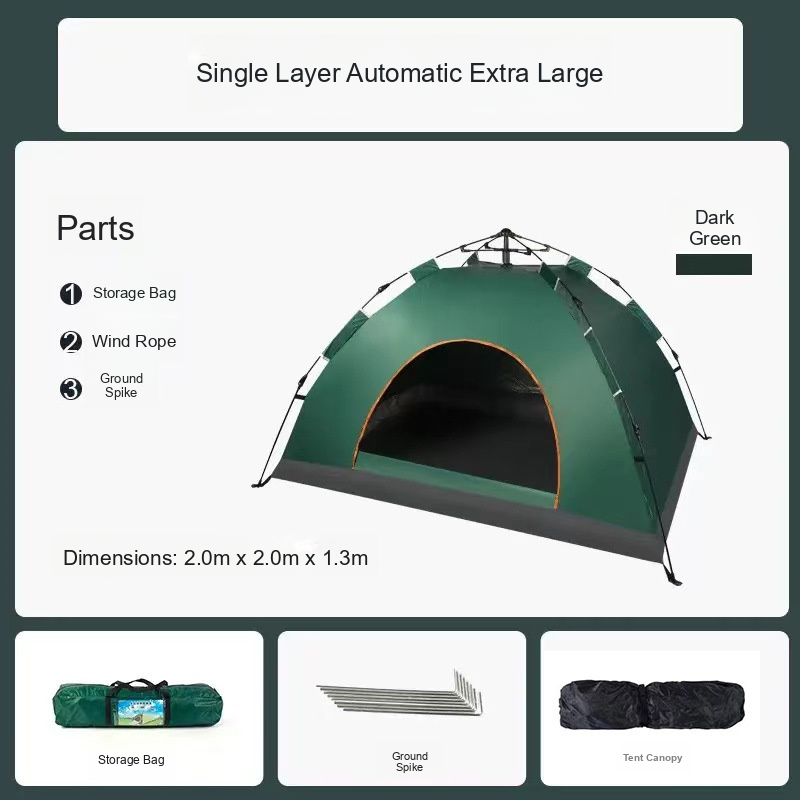 Single Layer Automatic Extra Large
Parts
Dark
Green
1 Storage Bag
2 Wind Rope
3 Ground
Spike
Dimensions: 2.0m x 2.0m x 1.3m
Storage Bag
Ground
Spike
Tent Canopy